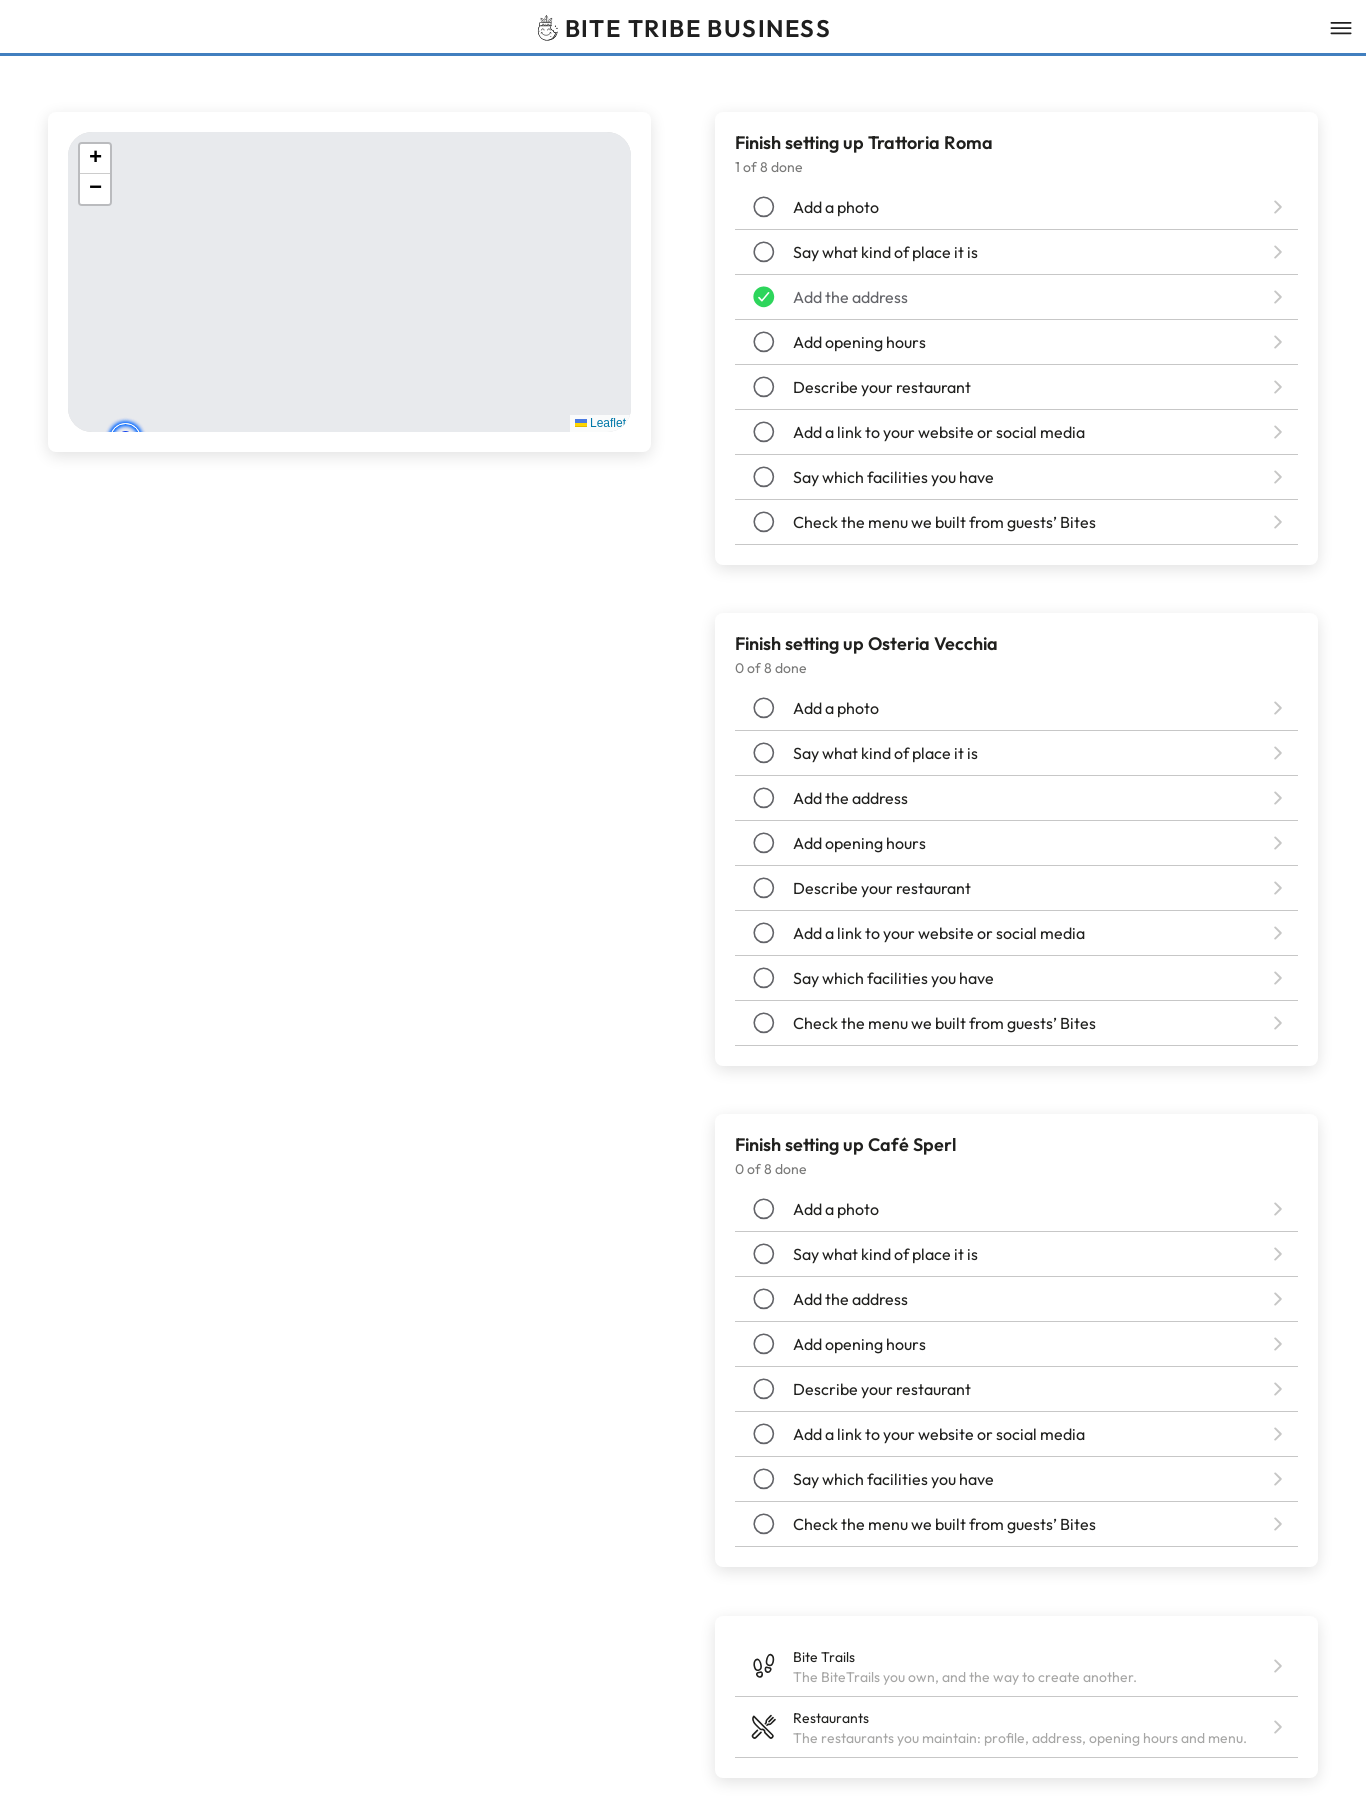 BITE TRIBE BUSINESS
+
−
Leaflet
Finish setting up Trattoria Roma
1 of 8 done
Add a photo
Say what kind of place it is
Add the address
Add opening hours
Describe your restaurant
Add a link to your website or social media
Say which facilities you have
Check the menu we built from guests’ Bites
Finish setting up Osteria Vecchia
0 of 8 done
Add a photo
Say what kind of place it is
Add the address
Add opening hours
Describe your restaurant
Add a link to your website or social media
Say which facilities you have
Check the menu we built from guests’ Bites
Finish setting up Café Sperl
0 of 8 done
Add a photo
Say what kind of place it is
Add the address
Add opening hours
Describe your restaurant
Add a link to your website or social media
Say which facilities you have
Check the menu we built from guests’ Bites
Bite Trails
The BiteTrails you own, and the way to create another.
Restaurants
The restaurants you maintain: profile, address, opening hours and menu.